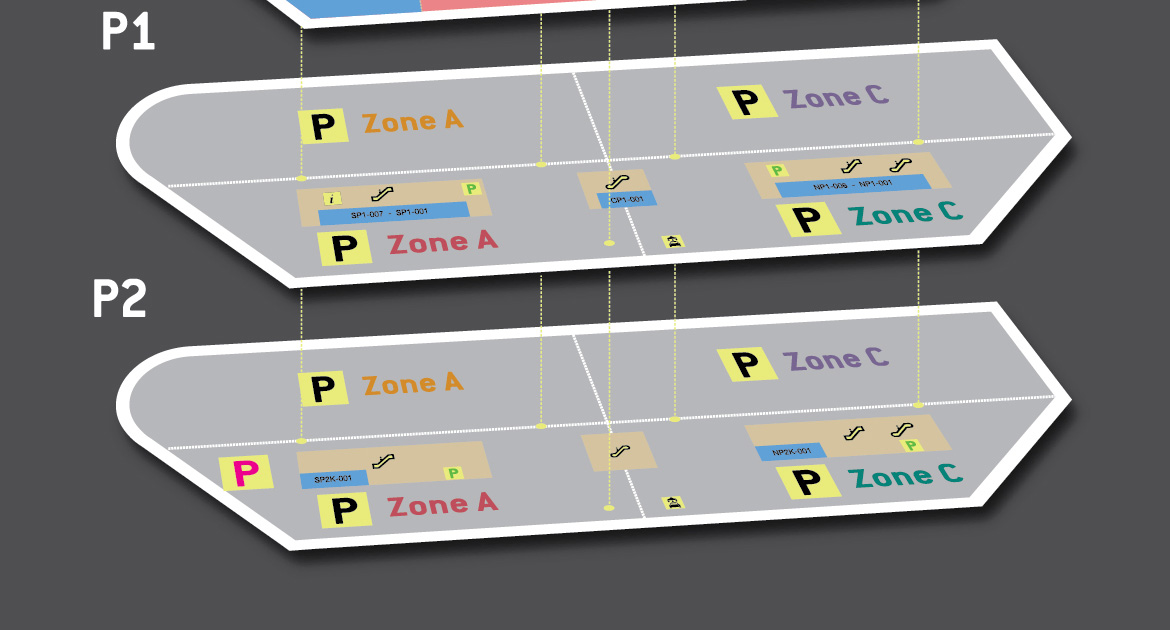 P1
P Zone A
P Zone C
i P
SP1-007 - SP1-001
CP1-001
P
NP1-006 - NP1-001
P Zone A
P Zone C
P2
P Zone A
P Zone C
P
SP2K-001
P
NP2K-001
P
P Zone A
P Zone C